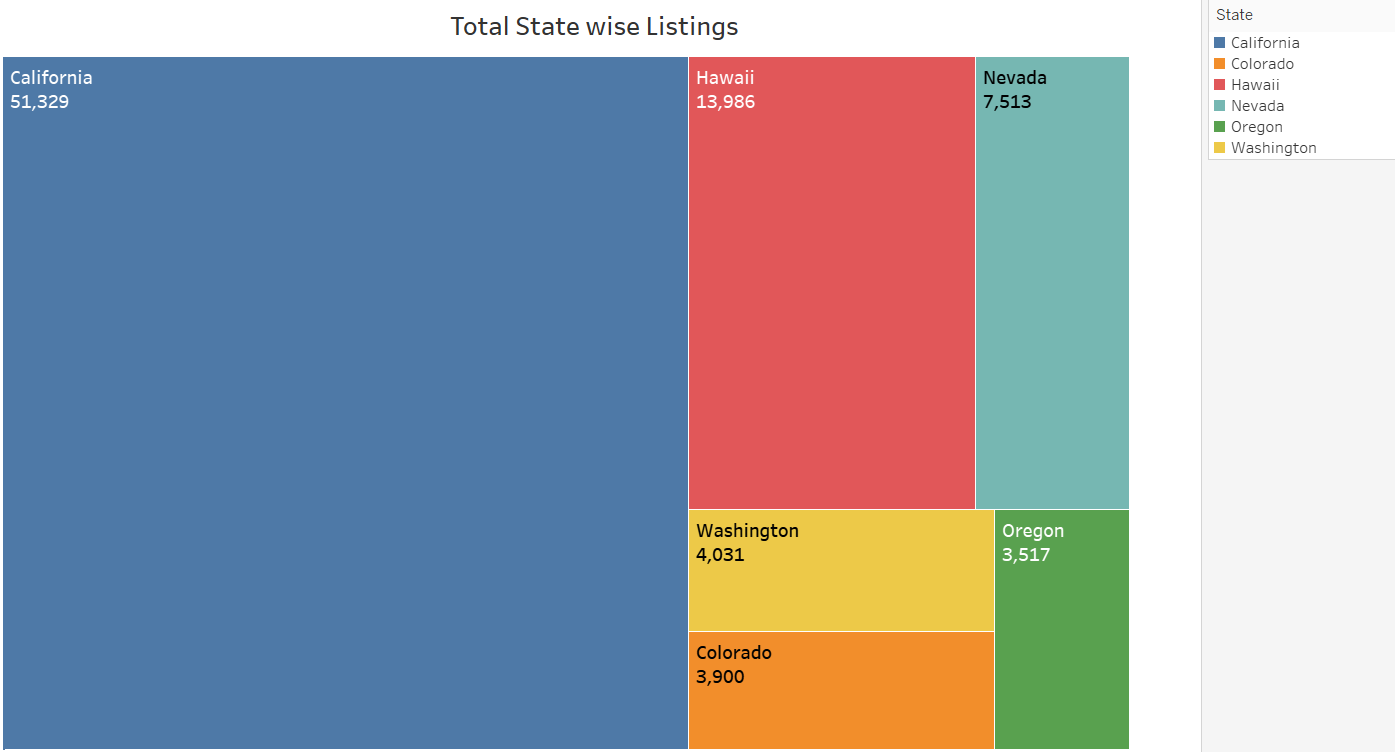 Total State wise Listings
California
51,329
Hawaii
13,986
Nevada
7,513
Washington
4,031
Oregon
3,517
Colorado
3,900
State
California
Colorado
Hawaii
Nevada
Oregon
Washington